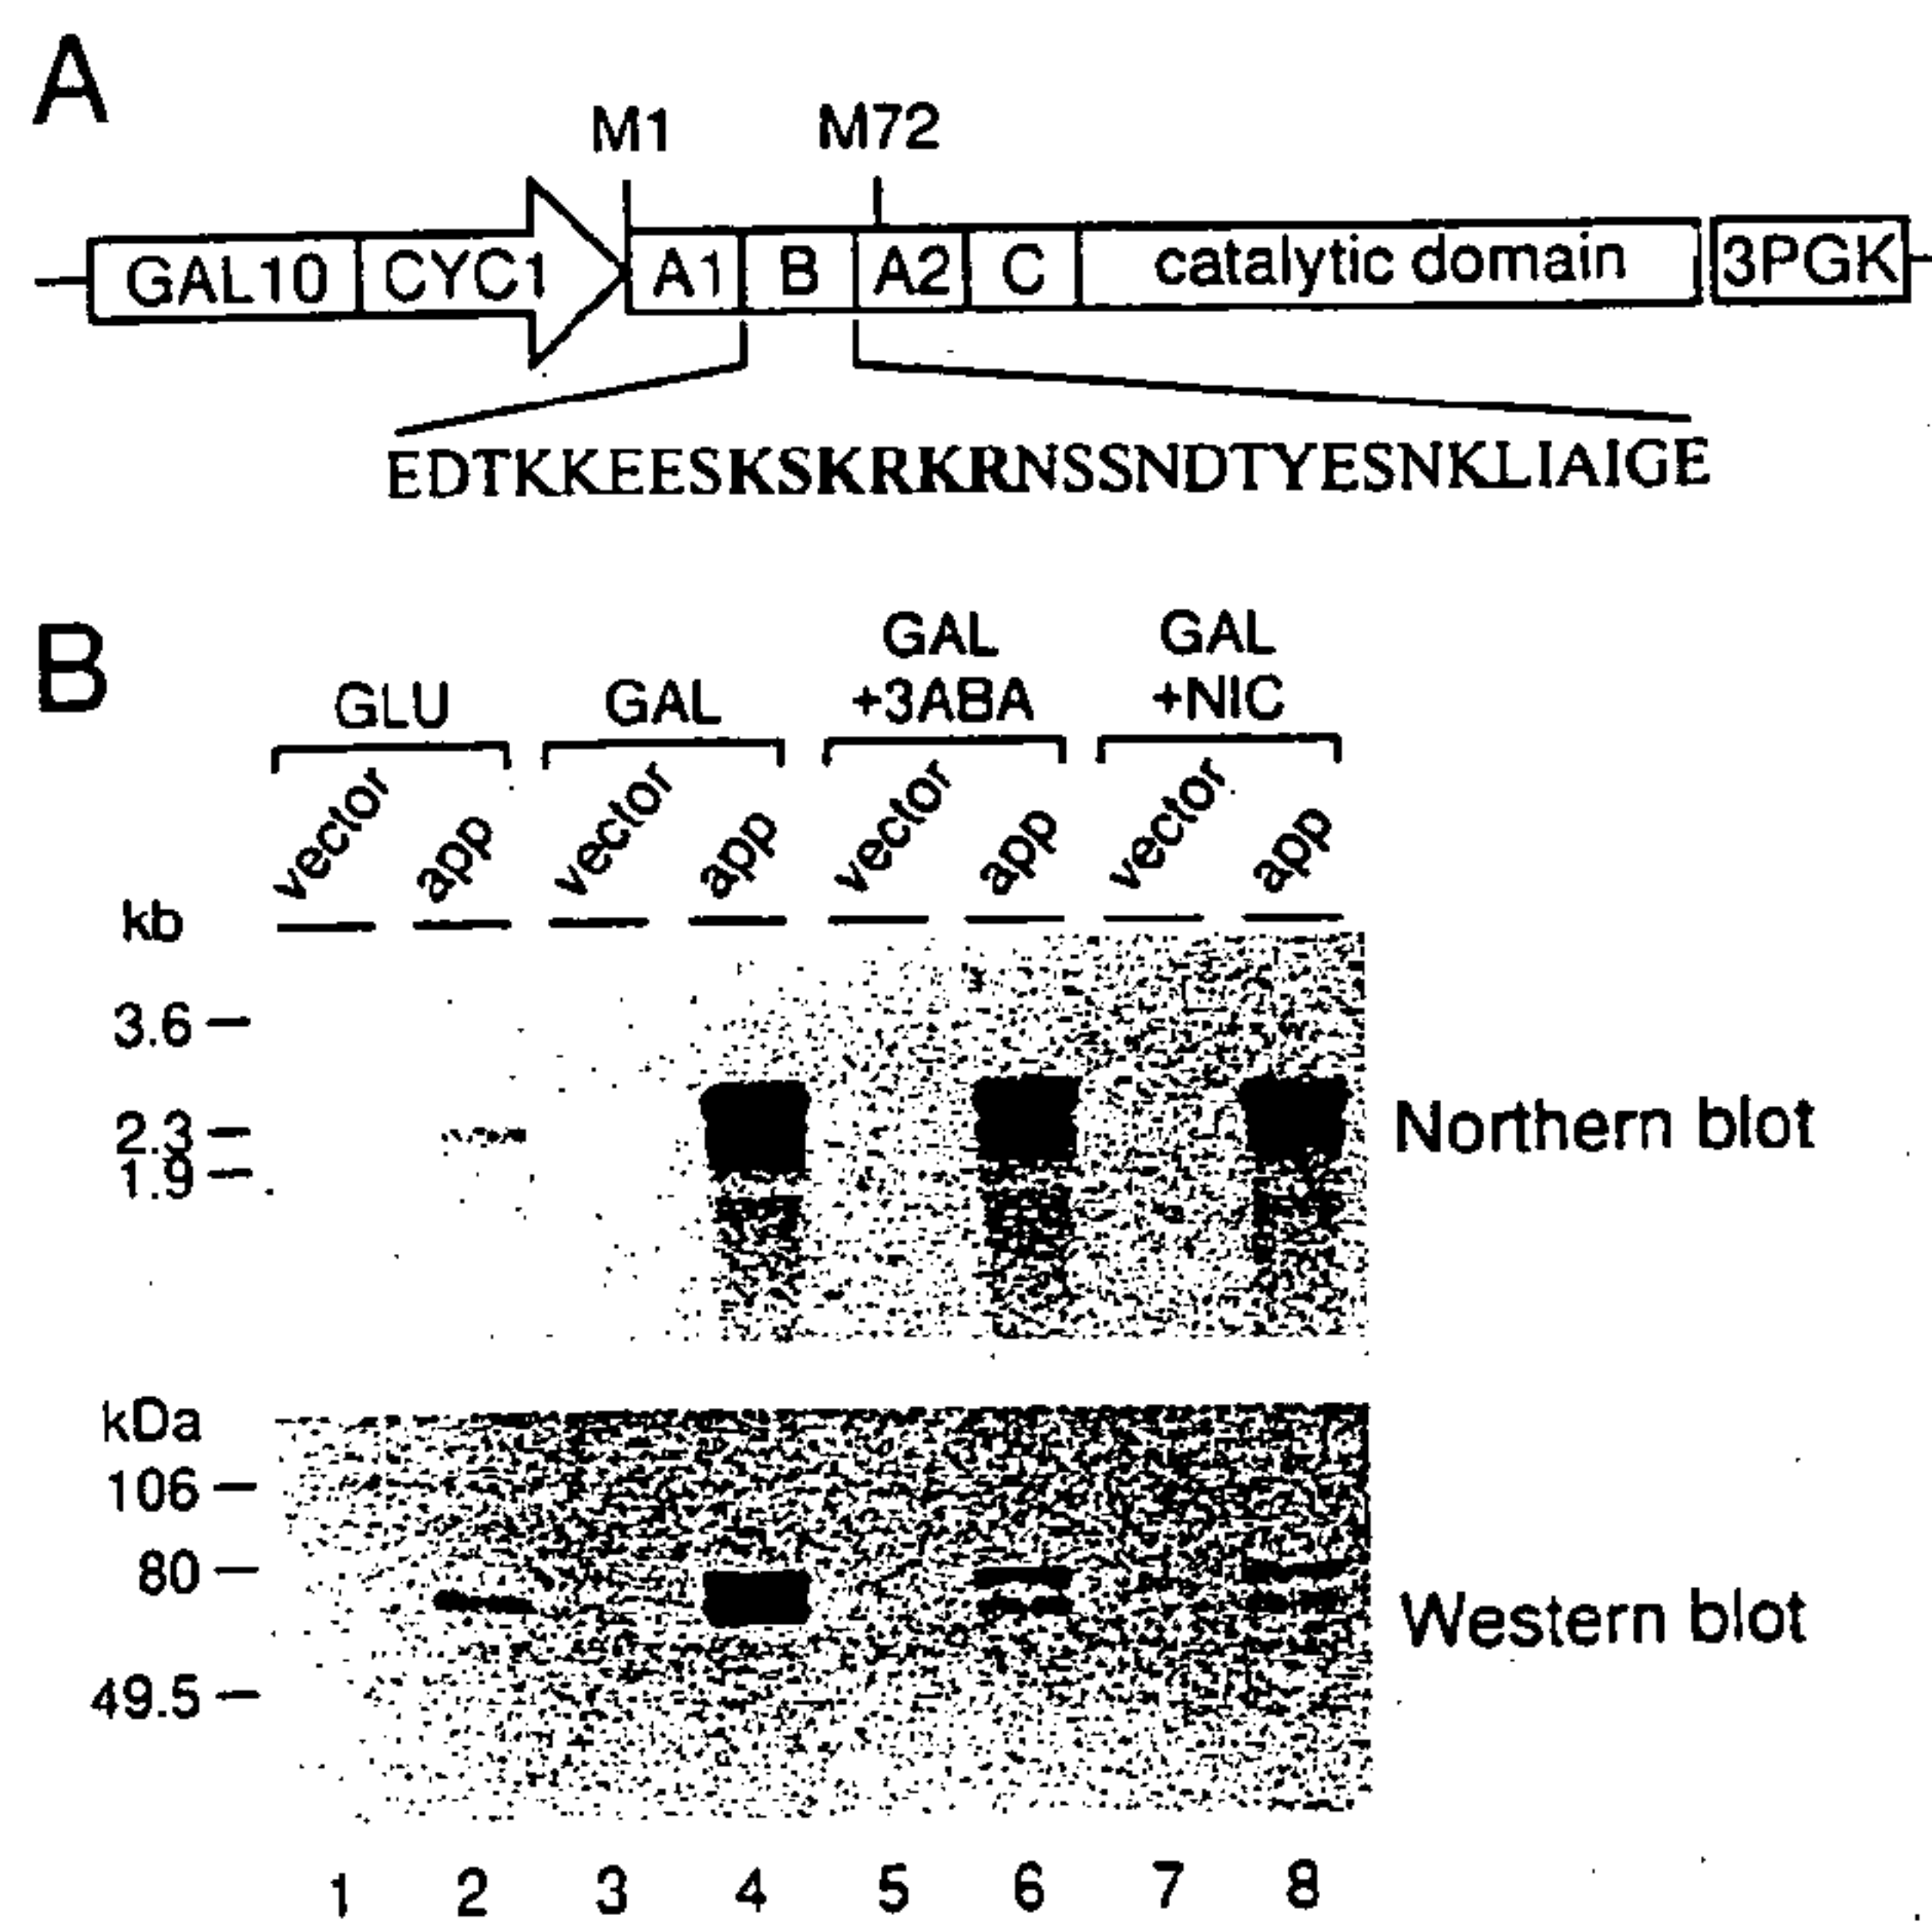 A
M1 M72
GAL10 CYC1 A1 B A2 C catalytic domain 3PGK
EDTKKEESKSKRKRNSSNDTYESNKLIAIGE
B
GLU GAL GAL +3ABA GAL +NIC
vector app vector app vector app vector app
kb
3.6
2.3
1.9
Northern blot
kDa
106
80
49.5
Western blot
1 2 3 4 5 6 7 8